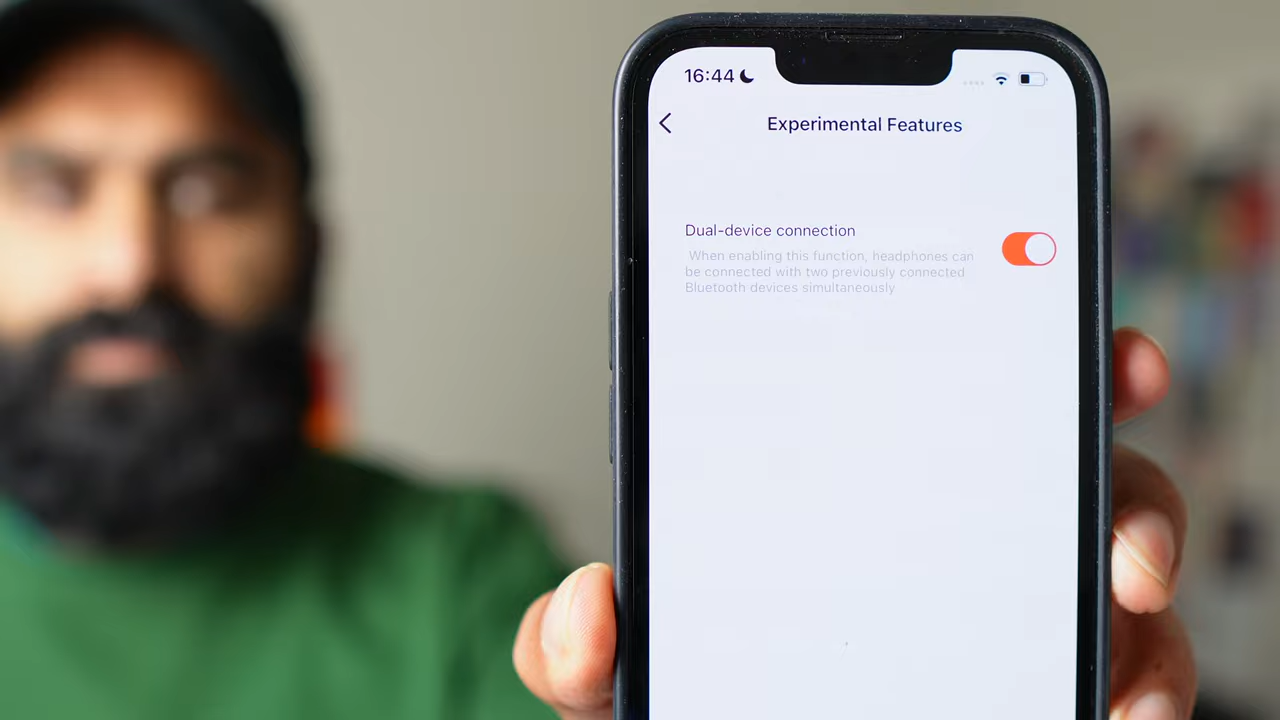 16:44
Experimental Features
Dual-device connection
When enabling this function, headphones can
be connected with two previously connected
Bluetooth devices simultaneously